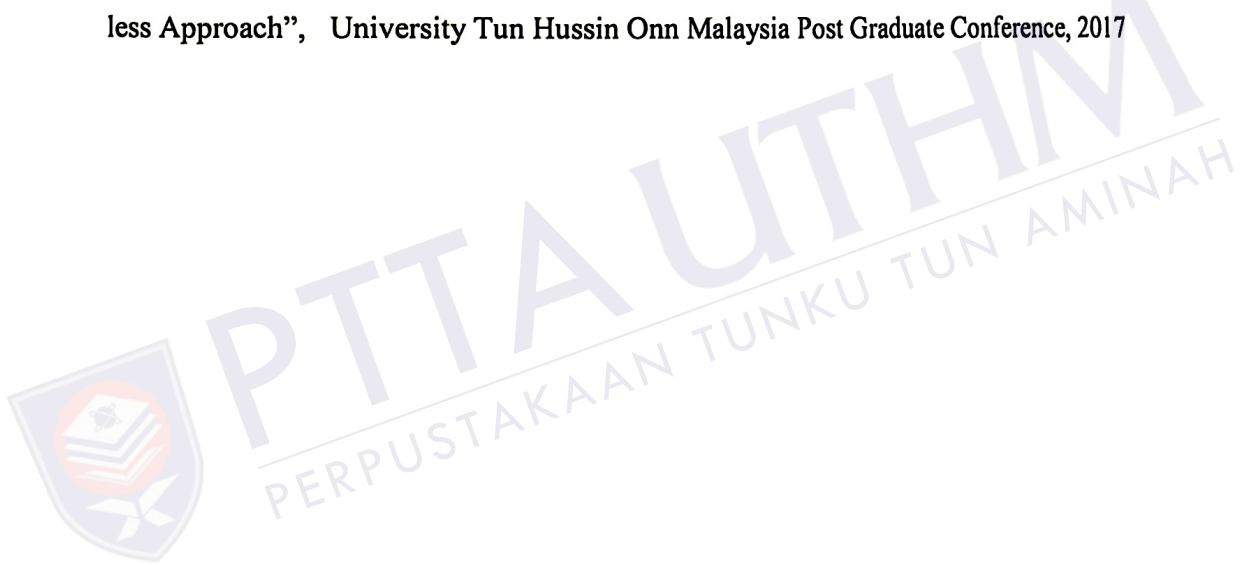 less Approach”, University Tun Hussin Onn Malaysia Post Graduate Conference, 2017
PTTA UTHM
PERPUSTAKAAN TUNKU TUN AMINAH